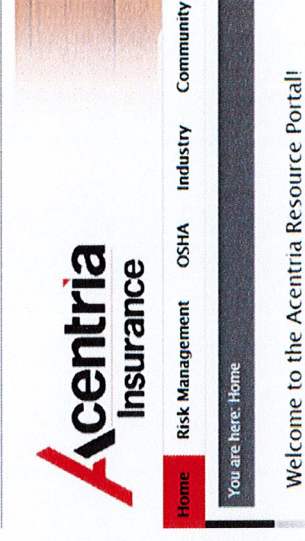 Acentria
Insurance
Home Risk Management OSHA Industry Community
You are here: Home
Welcome to the Acentria Resource Portal!